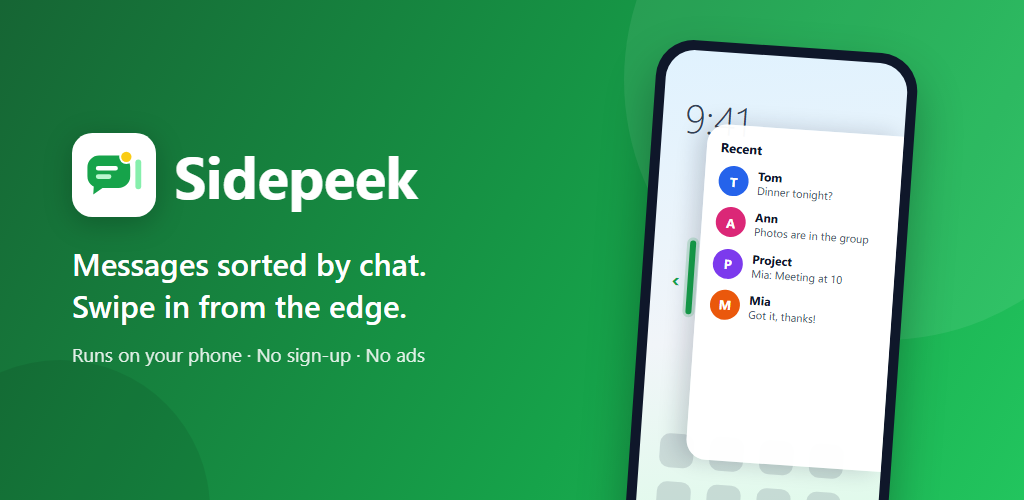 Sidepeek
Messages sorted by chat.
Swipe in from the edge.
Runs on your phone · No sign-up · No ads
9:41
Recent
T
Tom
Dinner tonight?
A
Ann
Photos are in the group
P
Project
Mia: Meeting at 10
M
Mia
Got it, thanks!